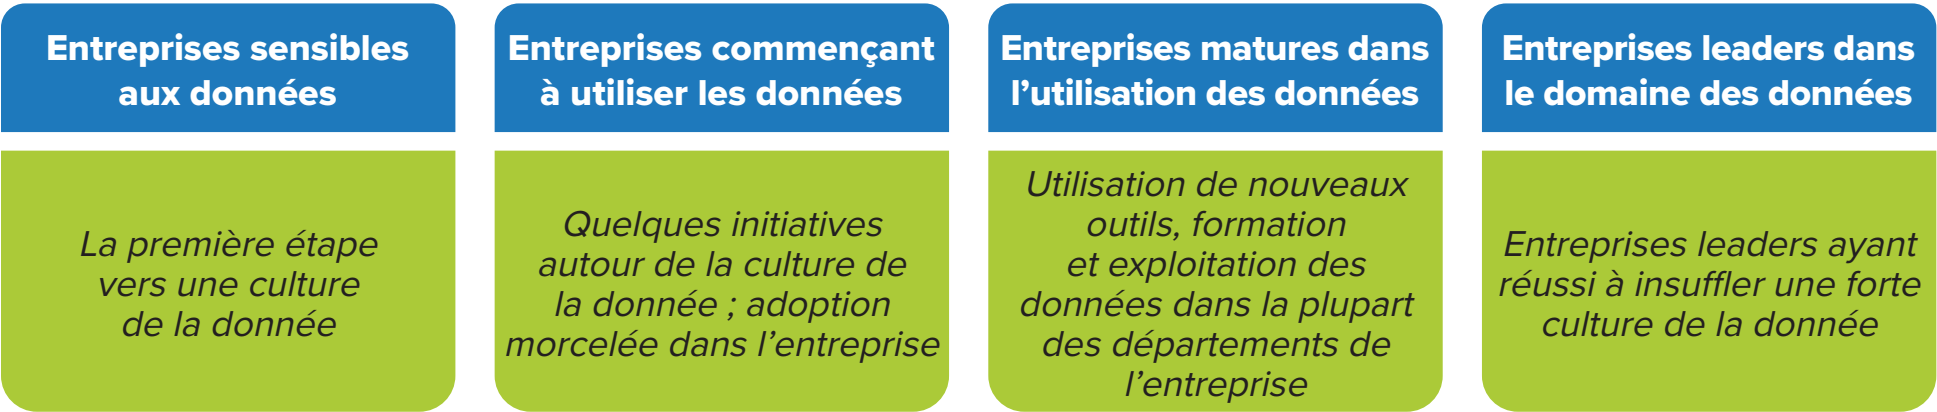 Entreprises sensibles
aux données
La première étape
vers une culture
de la donnée
Entreprises commençant
à utiliser les données
Quelques initiatives
autour de la culture de
la donnée ; adoption
morcelée dans l’entreprise
Entreprises matures dans
l’utilisation des données
Utilisation de nouveaux
outils, formation
et exploitation des
données dans la plupart
des départements de
l’entreprise
Entreprises leaders dans
le domaine des données
Entreprises leaders ayant
réussi à insuffler une forte
culture de la donnée